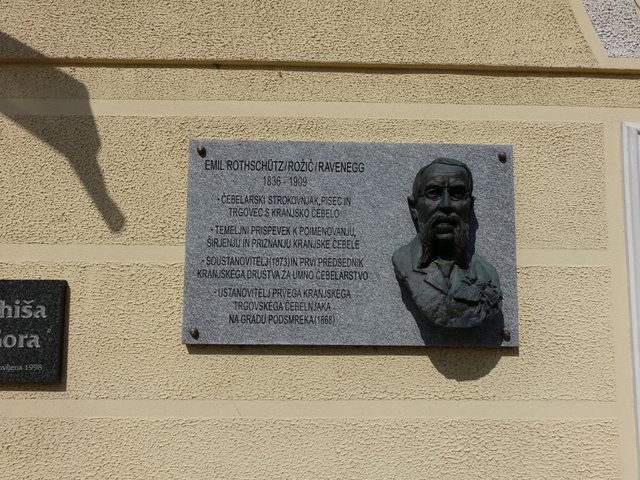 EMIL ROTHSCHÜTZ/ROŽIČ/RAVENEGG
1836 - 1909
• ČEBELARSKI STROKOVNJAK, PISEC IN
TRGOVEC S KRANJSKO ČEBELO
• TEMELJNI PRISPEVEK K POIMENOVANJU,
ŠIRJENJU IN PRIZNANJU KRANJSKE ČEBELE
• SOUSTANOVITELJ(1873)IN PRVI PREDSEDNIK
KRANJSKEGA DRUŠTVA ZA UMNO ČEBELARSTVO
• USTANOVITELJ PRVEGA KRANJSKEGA
TRGOVSKEGA ČEBELNJAKA
NA GRADU PODSMREKA(1868)
hiša
Gora
1998